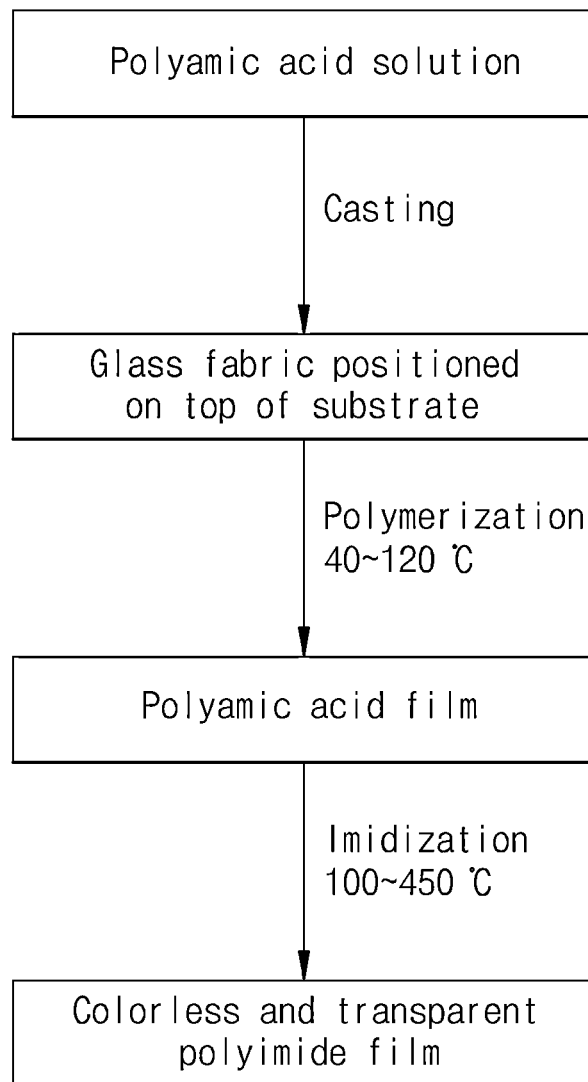 Polyamic acid solution
Casting
Glass fabric positioned
on top of substrate
Polymerization
40~120 ℃
Polyamic acid film
Imidization
100~450 ℃
Colorless and transparent
polyimide film